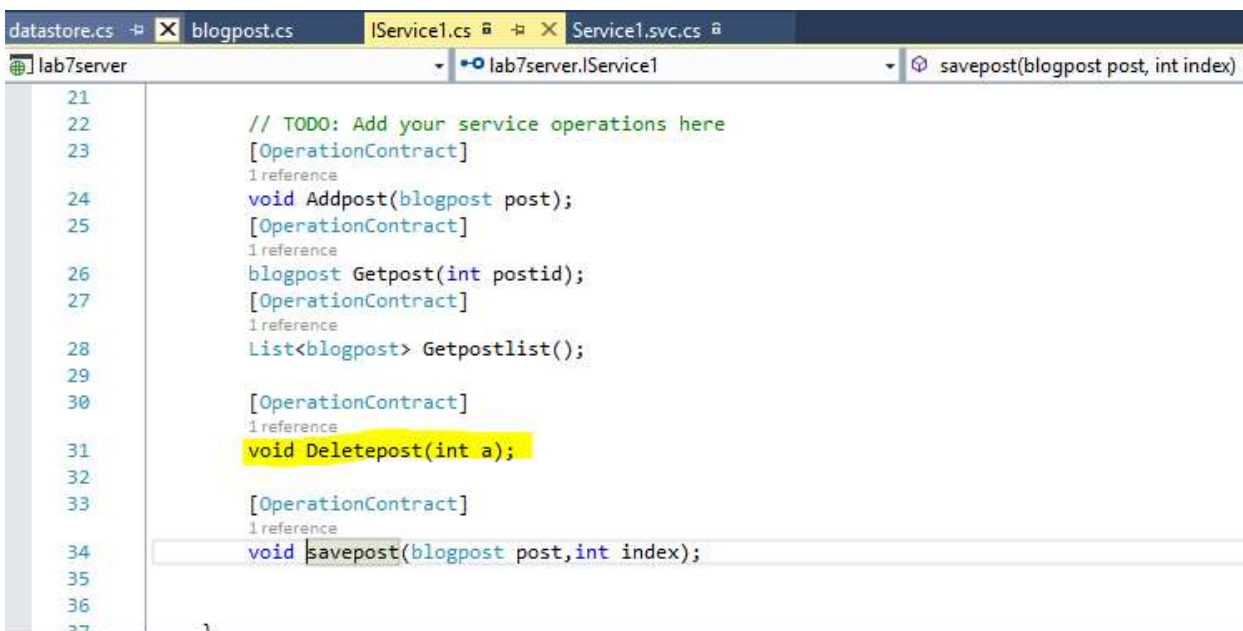 datastore.cs blogpost.cs IService1.cs Service1.svc.cs
lab7server lab7server.IService1 savepost(blogpost post, int index)
21
22 // TODO: Add your service operations here
23 [OperationContract]
1 reference
24 void Addpost(blogpost post);
25 [OperationContract]
1 reference
26 blogpost Getpost(int postid);
27 [OperationContract]
1 reference
28 List<blogpost> Getpostlist();
29
30 [OperationContract]
1 reference
31 void Deletepost(int a);
32
33 [OperationContract]
1 reference
34 void savepost(blogpost post,int index);
35
36
37 }